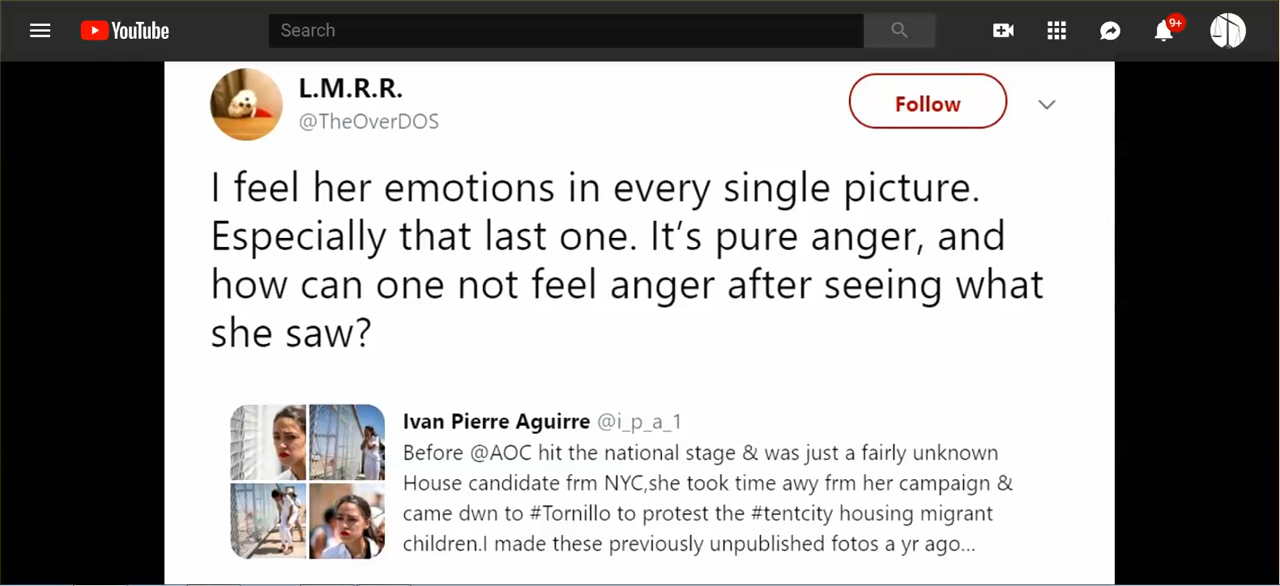 YouTube
Search
9+
L.M.R.R.
@TheOverDOS
Follow
I feel her emotions in every single picture.
Especially that last one. It's pure anger, and
how can one not feel anger after seeing what
she saw?
Ivan Pierre Aguirre @i_p_a_1
Before @AOC hit the national stage & was just a fairly unknown
House candidate frm NYC,she took time awy frm her campaign &
came dwn to #Tornillo to protest the #tentcity housing migrant
children.I made these previously unpublished fotos a yr ago...